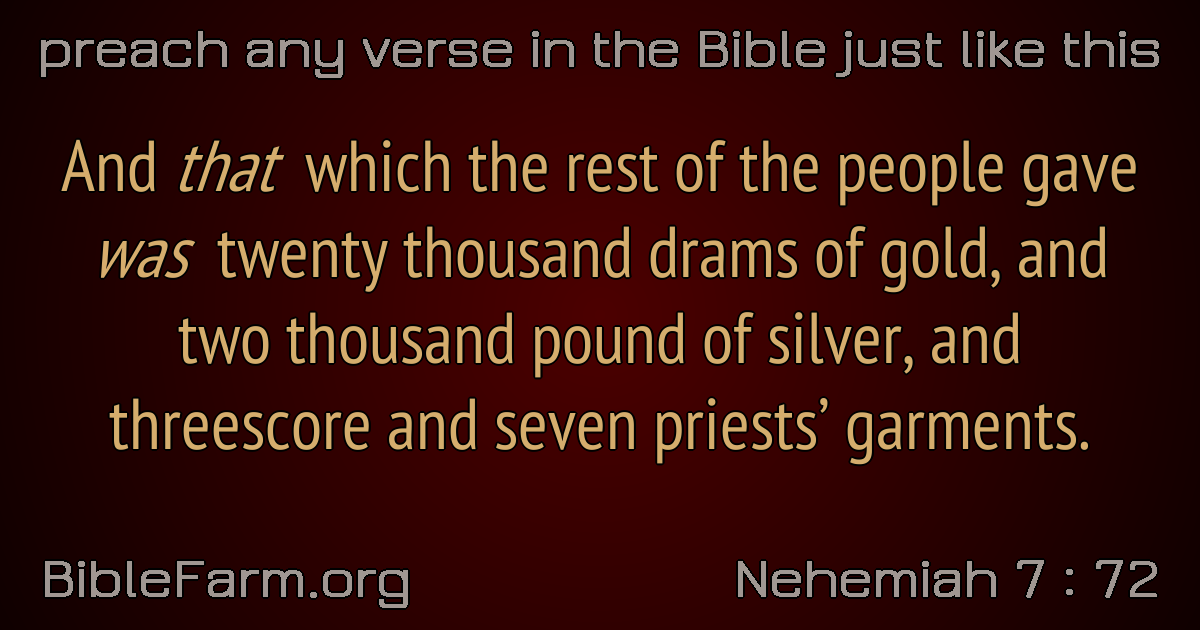 preach any verse in the Bible just like this
And that which the rest of the people gave
was twenty thousand drams of gold, and
two thousand pound of silver, and
threescore and seven priests’ garments.
BibleFarm.org
Nehemiah 7 : 72